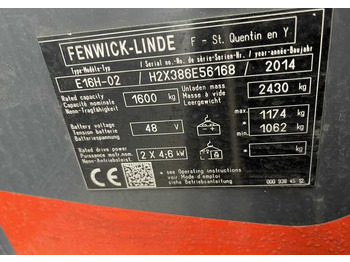 FENWICK-LINDE F - St. Quentin en Y
Type-Modèle-Typ / Serial no./No. de série/Serien-Nr. / year-année-Baujahr
E16H-02 / H2X386E56168 / 2014
Rated capacity
Capacité nominale 1600 kg
Nenn-Tragfähigkeit
Unladen mass
Masse à vide 2430 kg
Leergewicht
Battery voltage
Tension batterie 48 V
Batteriespannung
max 1174 kg
min 1062 kg
Rated drive power
Puissance motr. nom. 2 X 4,6 kW
Nenn-Antriebsleist.
kg
CE
→ see Operating instructions
voir Mode d'emploi
siehe Betriebsanleitung
000 938 45 12